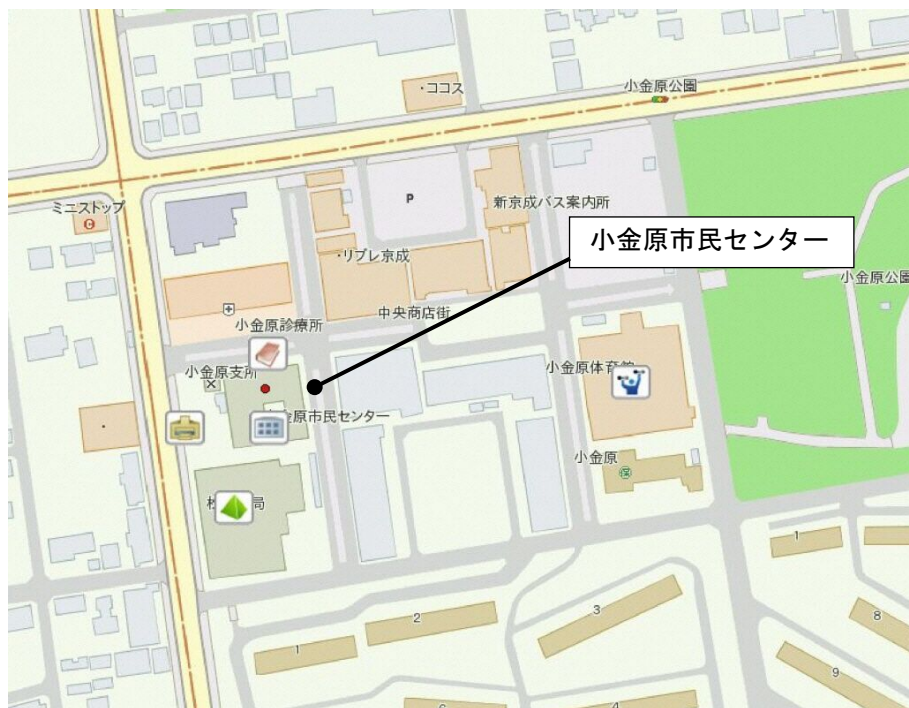 小金原公園
・ココス
P
新京成バス案内所
ミニストップ
小金原市民センター
・リブレ京成
小金原公園
中央商店街
小金原診療所
小金原支所
小金原体育館
小金原市民センター
小金原
局
1
3
2
8
1
9
4